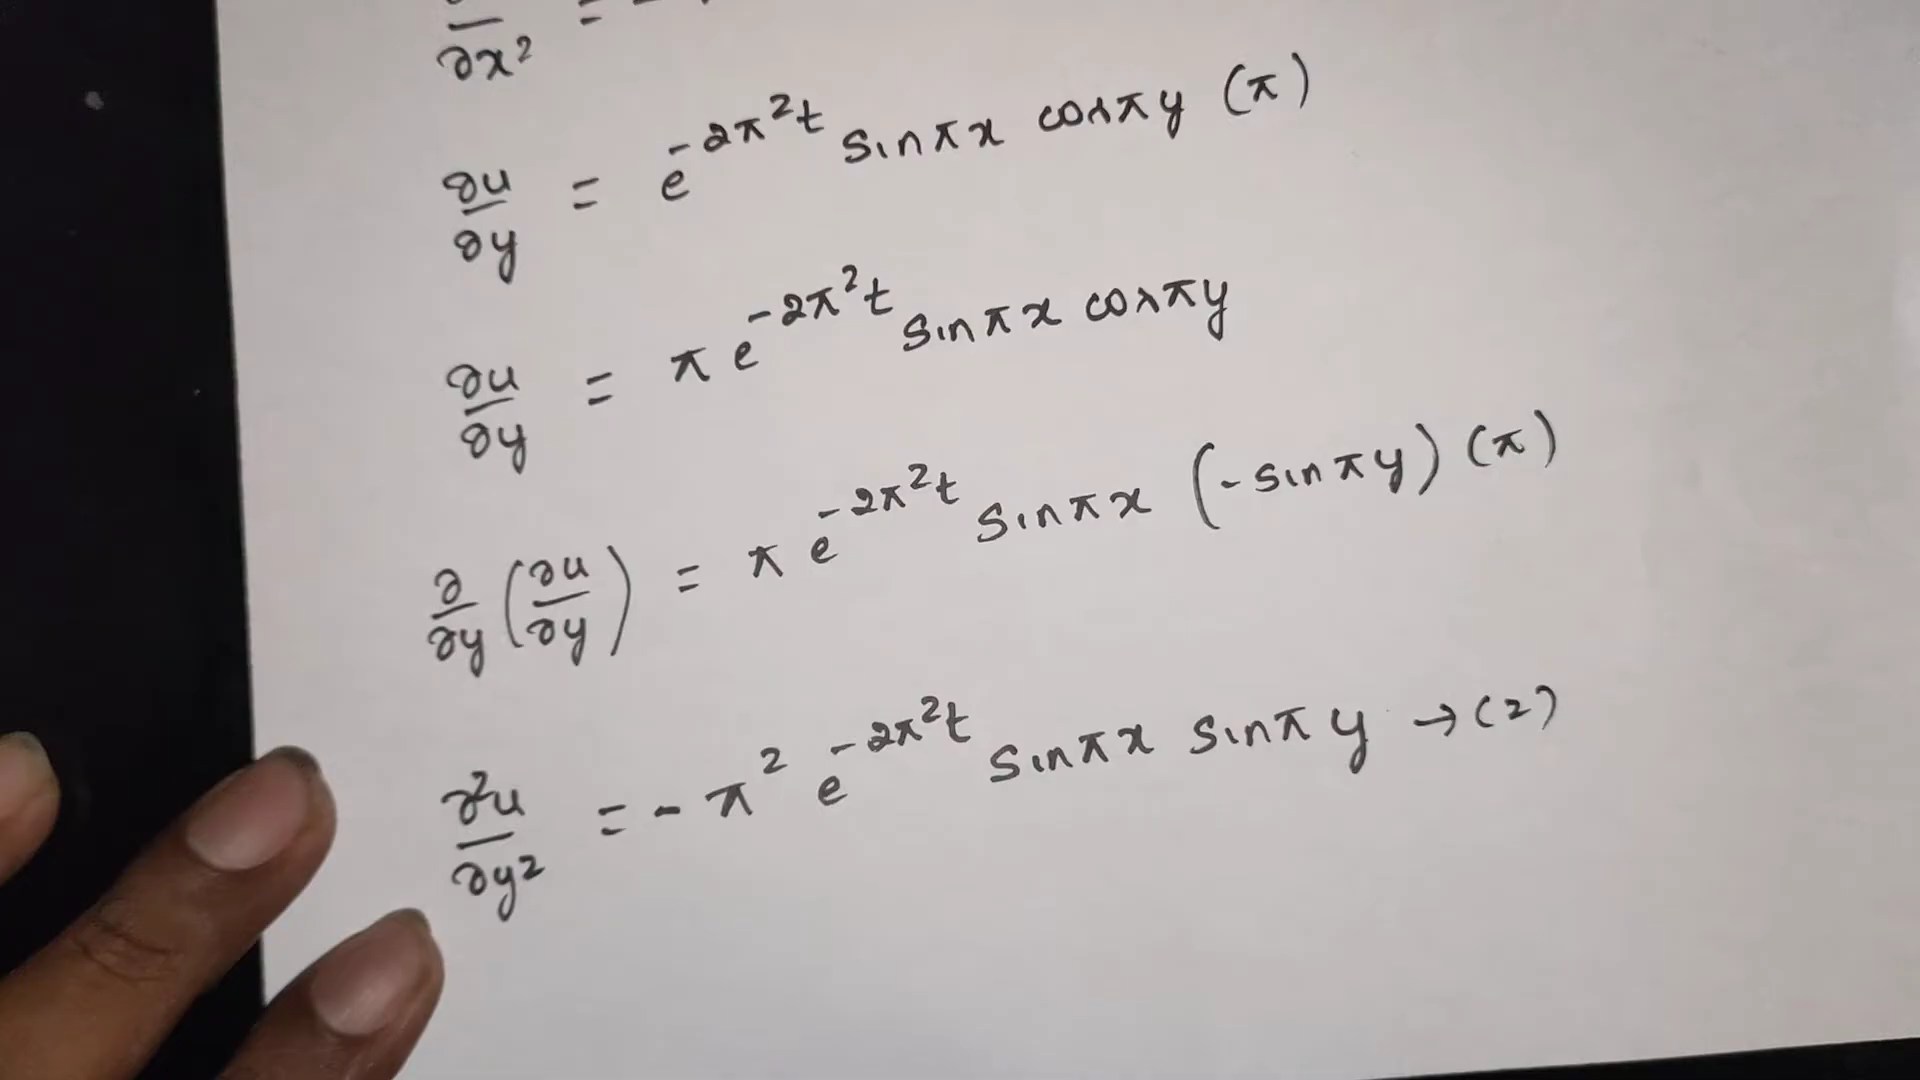 ∂x² = -
∂u/∂y = e^(-2π²t) sinπx cosπy (π)
∂u/∂y = π e^(-2π²t) sinπx cosπy
∂/∂y (∂u/∂y) = π e^(-2π²t) sinπx (-sinπy) (π)
∂²u/∂y² = -π² e^(-2π²t) sinπx sinπy → (2)